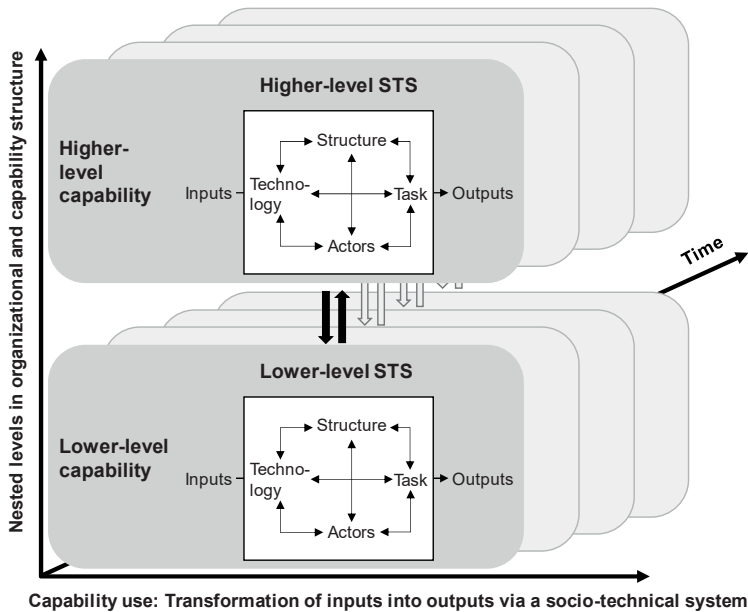 Nested levels in organizational and capability structure
Higher-level STS
Higher-
level
capability
Structure
Inputs
Techno-
logy
Task
Outputs
Actors
Time
Lower-level STS
Lower-level
capability
Structure
Inputs
Techno-
logy
Task
Outputs
Actors
Capability use: Transformation of inputs into outputs via a socio-technical system